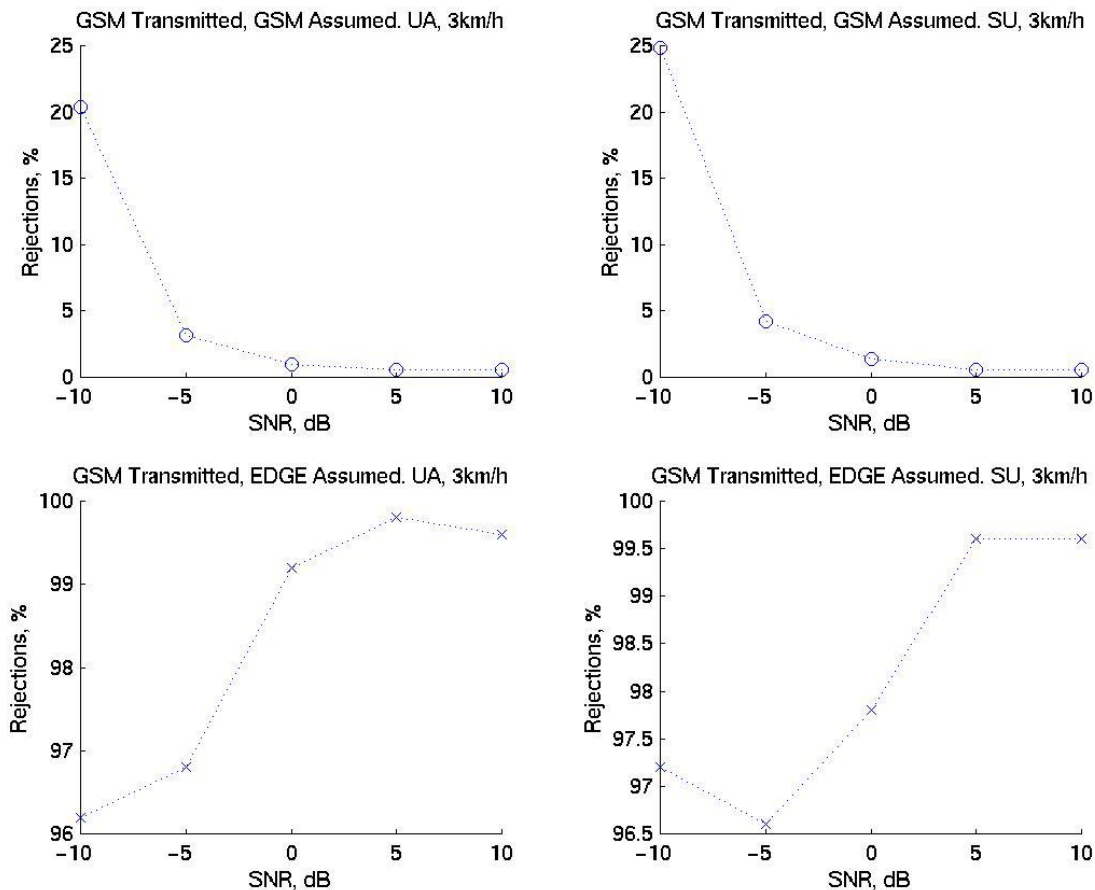 GSM Transmitted, GSM Assumed. UA, 3km/h
25
20
15
10
5
0
Rejections, %
-10 -5 0 5 10
SNR, dB
GSM Transmitted, GSM Assumed. SU, 3km/h
25
20
15
10
5
0
Rejections, %
-10 -5 0 5 10
SNR, dB
GSM Transmitted, EDGE Assumed. UA, 3km/h
100
99
98
97
96
Rejections, %
-10 -5 0 5 10
SNR, dB
GSM Transmitted, EDGE Assumed. SU, 3km/h
100
99.5
99
98.5
98
97.5
97
96.5
Rejections, %
-10 -5 0 5 10
SNR, dB